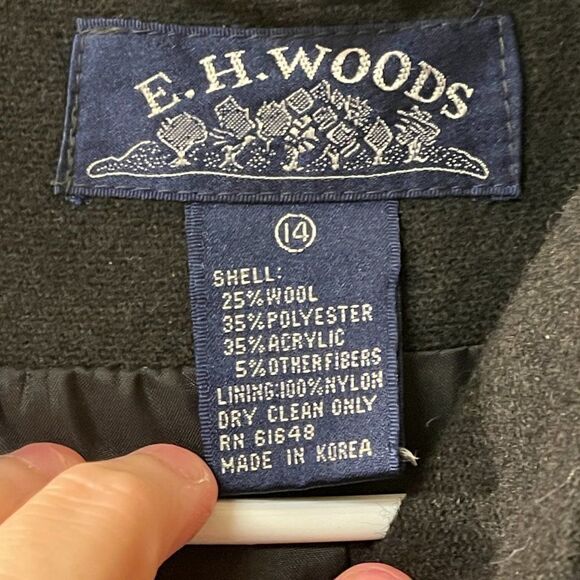 E.H.WOODS
14
SHELL:
25%WOOL
35%POLYESTER
35%ACRYLIC
5%OTHERFIBERS
LINING:100%NYLON
DRY CLEAN ONLY
RN 61648
MADE IN KOREA